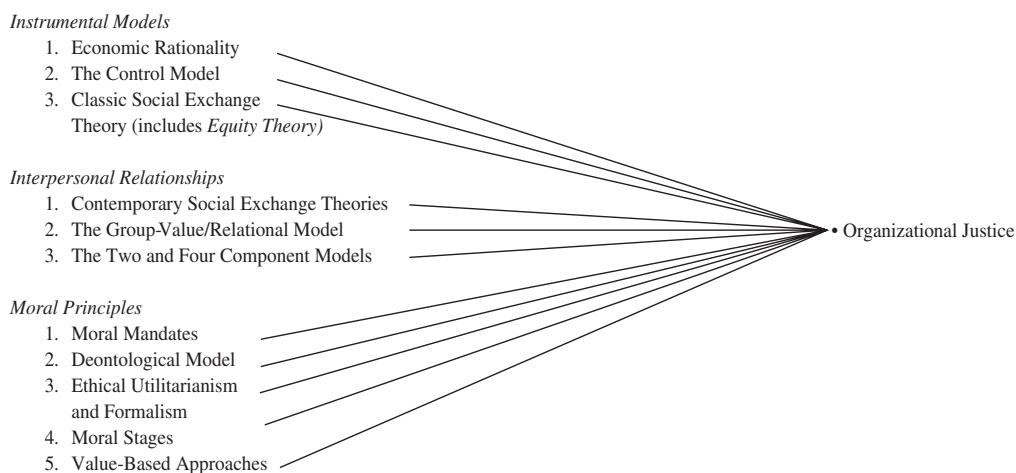 Instrumental Models
1. Economic Rationality
2. The Control Model
3. Classic Social Exchange
Theory (includes Equity Theory)
Interpersonal Relationships
1. Contemporary Social Exchange Theories
2. The Group-Value/Relational Model
3. The Two and Four Component Models
• Organizational Justice
Moral Principles
1. Moral Mandates
2. Deontological Model
3. Ethical Utilitarianism
and Formalism
4. Moral Stages
5. Value-Based Approaches